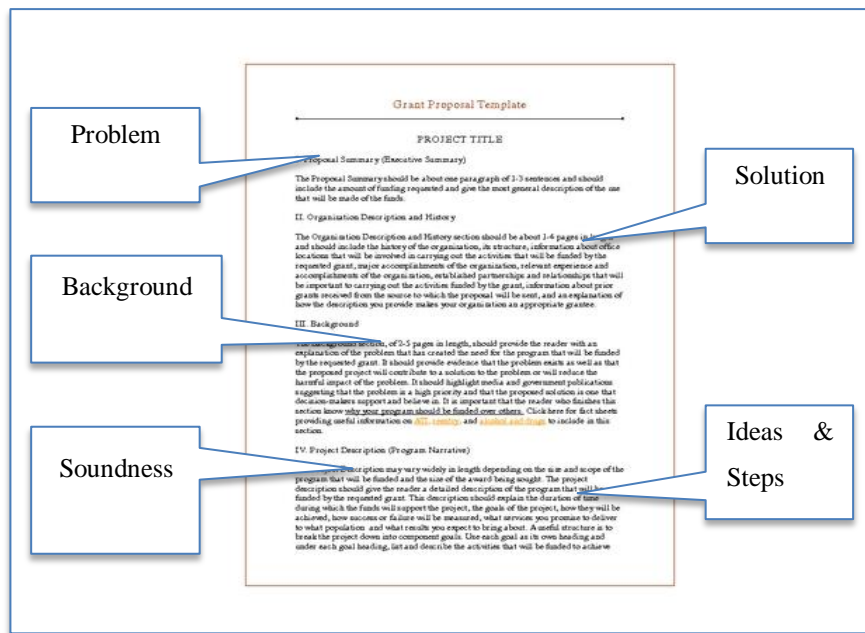 Grant Proposal Template
PROJECT TITLE
Problem
Proposal Summary (Executive Summary)
The Proposal Summary should be about one paragraph of 1-3 sentences and should
include the amount of funding requested and give the most general description of the use
that will be made of the funds.
Solution
II. Organization Description and History
The Organization Description and History section should be about 1-4 pages in length
and should include the history of the organization, its structure, information about office
locations that will be involved in carrying out the activities that will be funded by the
requested grant, major accomplishments of the organization, relevant experience and
accomplishments of the organization, established partnerships and relationships that will
be important to carrying out the activities funded by the grant, information about prior
grants received from the source to which the proposal will be sent, and an explanation of
how the description you provide makes your organization an appropriate grantee.
Background
III. Background
The Background section, of 2-5 pages in length, should provide the reader with an
explanation of the problem that has created the need for the program that will be funded
by the requested grant. It should provide evidence that the problem exists as well as that
the proposed project will contribute to a solution to the problem or will reduce the
harmful impact of the problem. It should highlight media and government publications
suggesting that the problem is a high priority and that the proposed solution is one that
decision-makers support and believe in. It is important that the reader who finishes this
section know why your program should be funded over others. Click here for fact sheets
providing useful information on ATI, reentry, and alcohol and drugs to include in this
section.
Soundness
IV. Project Description (Program Narrative)
Description may vary widely in length depending on the size and scope of the
program that will be funded and the size of the award being sought. The project
description should give the reader a detailed description of the program that will be
funded by the requested grant. This description should explain the duration of time
during which the funds will support the project, the goals of the project, how they will be
achieved, how success or failure will be measured, what services you promise to deliver
to what population and what results you expect to bring about. A useful structure is to
break the project down into component goals. Use each goal as its own heading and
under each goal heading, list and describe the activities that will be funded to achieve
Ideas &
Steps